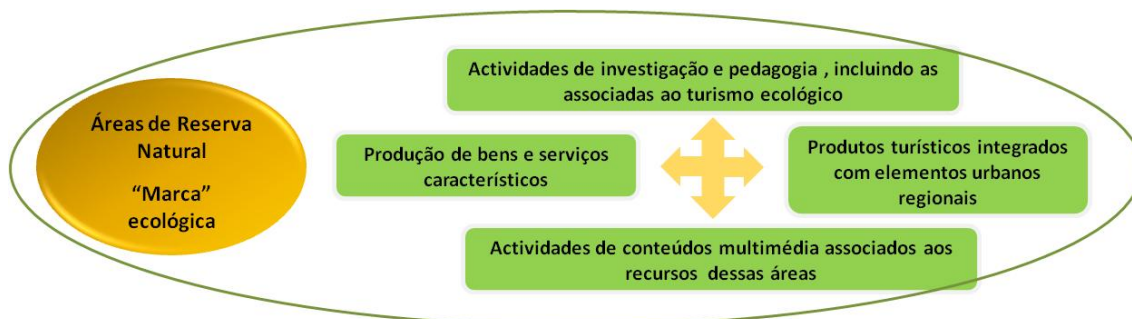 Áreas de Reserva
Natural
“Marca”
ecológica
Actividades de investigação e pedagogia , incluindo as
associadas ao turismo ecológico
Produção de bens e serviços
característicos
Produtos turísticos integrados
com elementos urbanos
regionais
Actividades de conteúdos multimédia associados aos
recursos dessas áreas